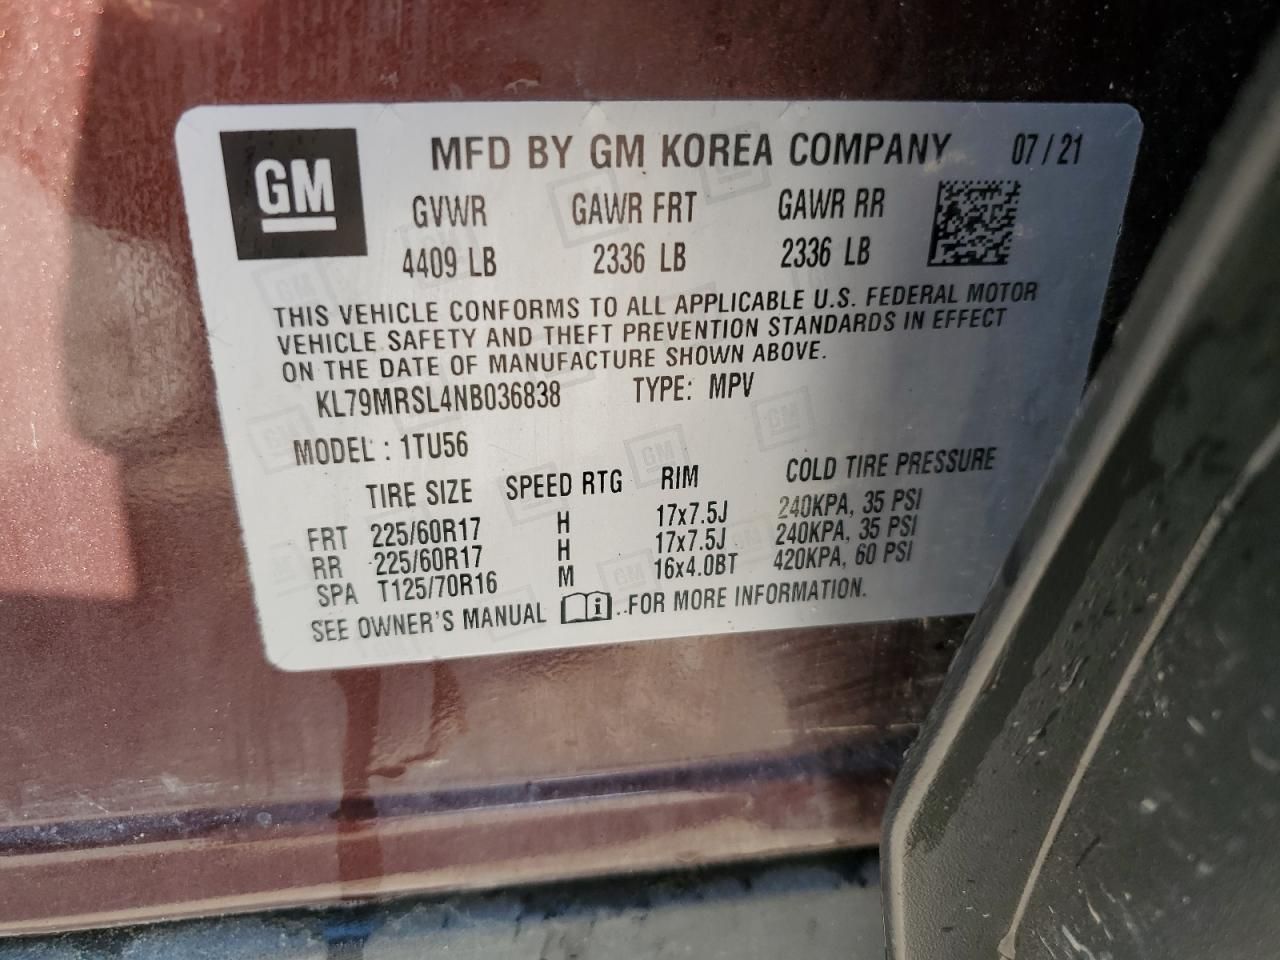 GM
MFD BY GM KOREA COMPANY 07/21
GVWR GAWR FRT GAWR RR
4409 LB 2336 LB 2336 LB
THIS VEHICLE CONFORMS TO ALL APPLICABLE U.S. FEDERAL MOTOR
VEHICLE SAFETY AND THEFT PREVENTION STANDARDS IN EFFECT
ON THE DATE OF MANUFACTURE SHOWN ABOVE.
KL79MRSL4NB036838 TYPE: MPV
MODEL : 1TU56
TIRE SIZE SPEED RTG RIM COLD TIRE PRESSURE
FRT 225/60R17 H 17x7.5J 240KPA, 35 PSI
RR 225/60R17 H 17x7.5J 240KPA, 35 PSI
SPA T125/70R16 M 16x4.0BT 420KPA, 60 PSI
SEE OWNER'S MANUAL i ..FOR MORE INFORMATION.